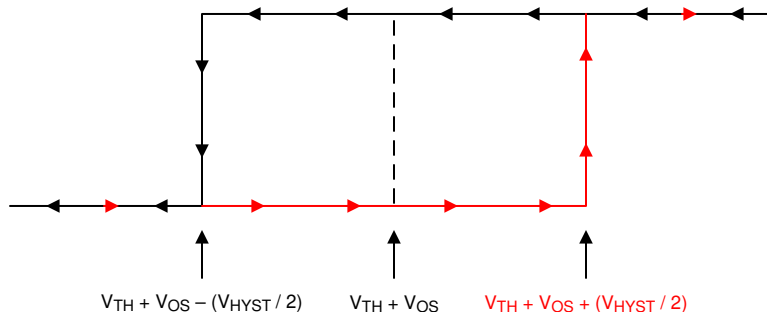 VTH + VOS – (VHYST / 2)
VTH + VOS
VTH + VOS + (VHYST / 2)